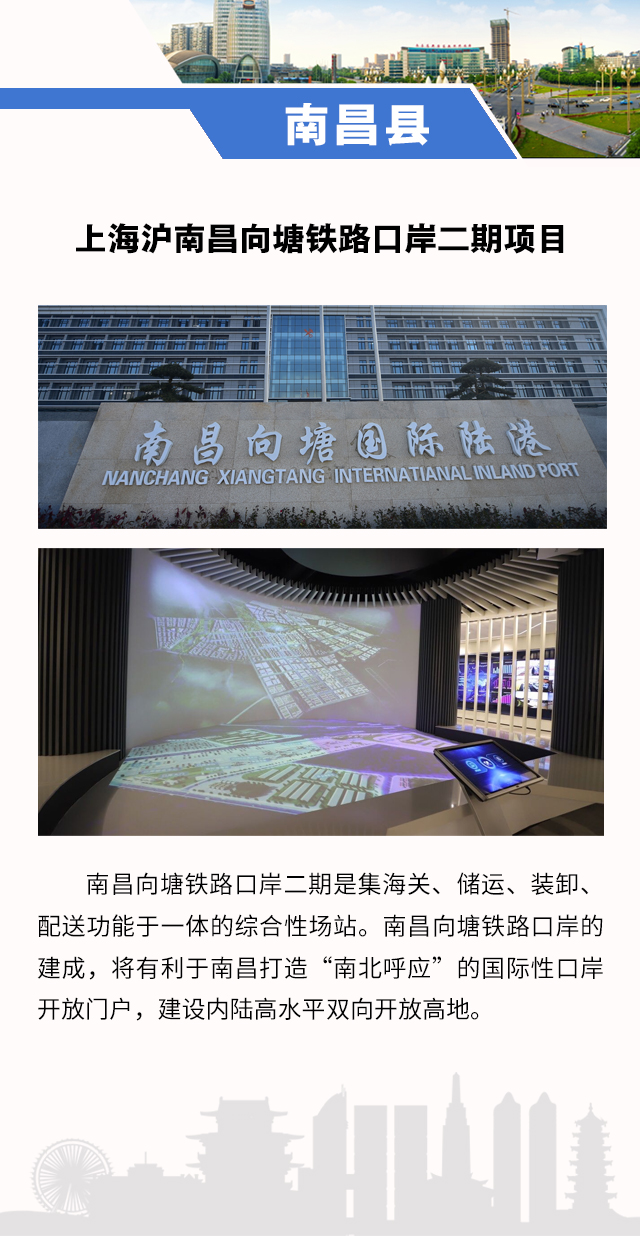 南昌县
上海沪南昌向塘铁路口岸二期项目
南昌向塘国际陆港
NANCHANG XIANGTANG INTERNATIANAL INLAND PORT
南昌向塘铁路口岸二期是集海关、储运、装卸、
配送功能于一体的综合性场站。南昌向塘铁路口岸的
建成，将有利于南昌打造“南北呼应”的国际性口岸
开放门户，建设内陆高水平双向开放高地。